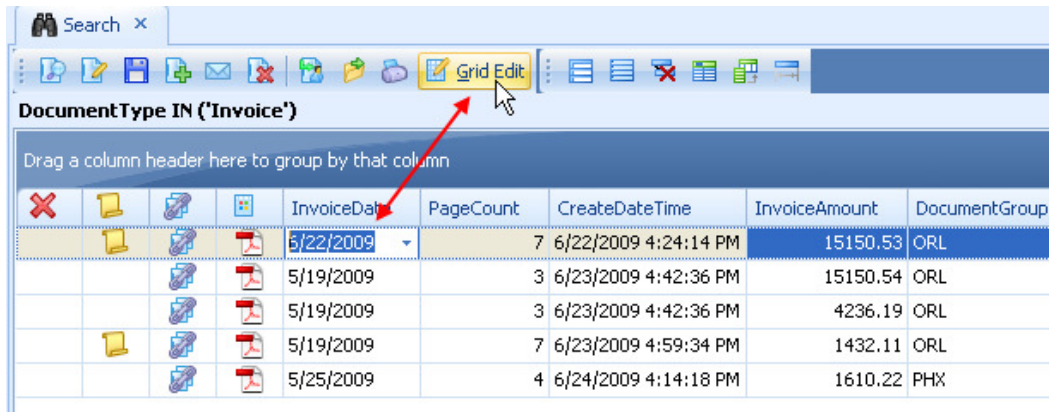 Search
Grid Edit
DocumentType IN ('Invoice')
Drag a column header here to group by that column
InvoiceDate PageCount CreateDateTime InvoiceAmount DocumentGroup
6/22/2009 7 6/22/2009 4:24:14 PM 15150.53 ORL
5/19/2009 3 6/23/2009 4:42:36 PM 15150.54 ORL
5/19/2009 3 6/23/2009 4:42:36 PM 4236.19 ORL
5/19/2009 7 6/23/2009 4:59:34 PM 1432.11 ORL
5/25/2009 4 6/24/2009 4:14:18 PM 1610.22 PHX